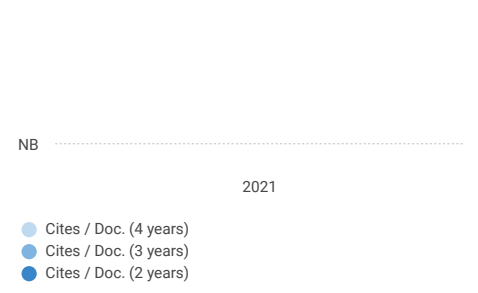 NB
2021
Cites / Doc. (4 years)
Cites / Doc. (3 years)
Cites / Doc. (2 years)